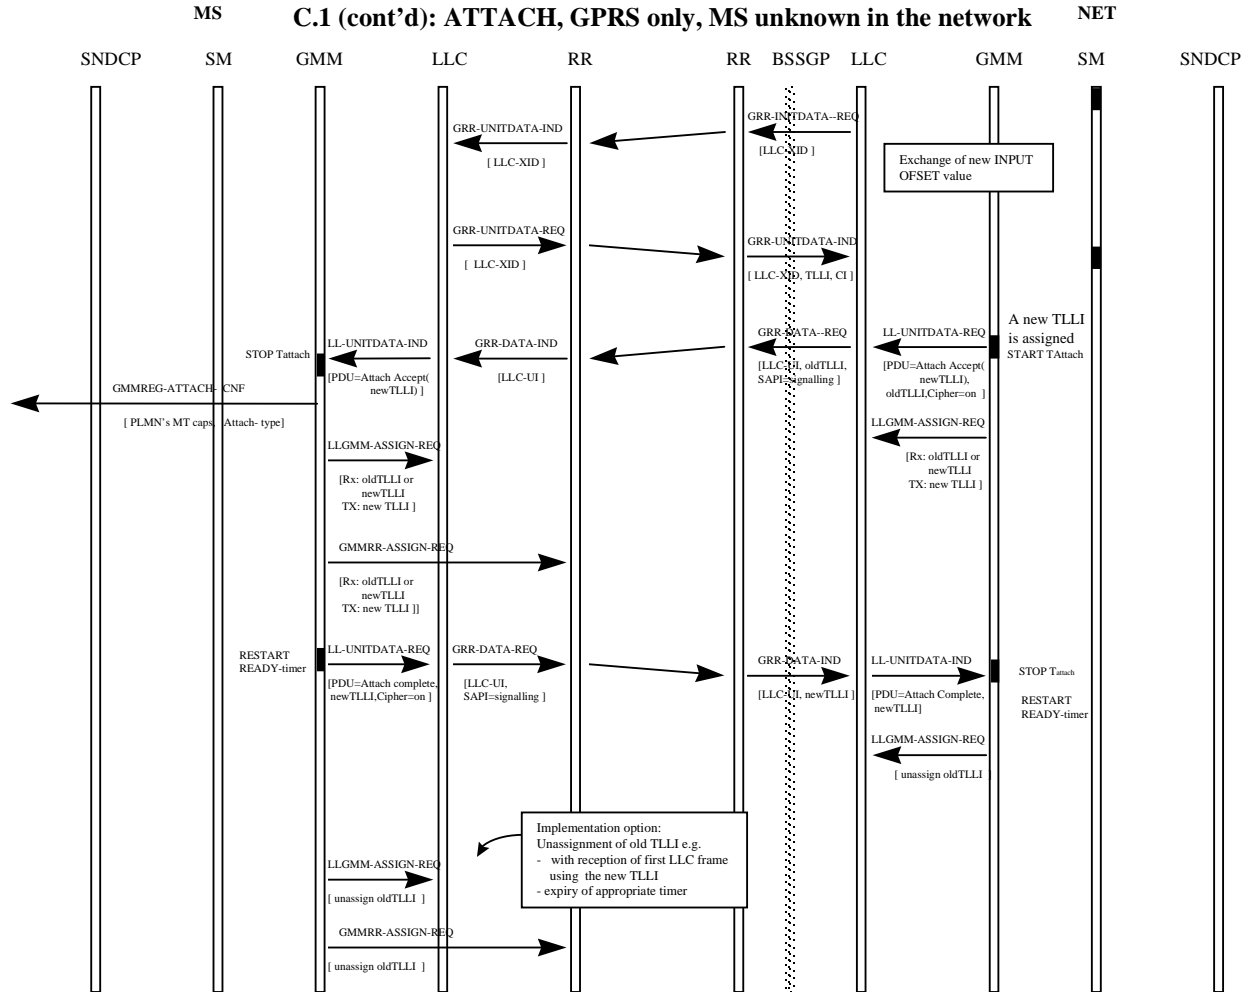 MS
C.1 (cont'd): ATTACH, GPRS only, MS unknown in the network
NET
SNDCP SM GMM LLC RR RR BSSGP LLC GMM SM SNDCP
GRR-UNITDATA-IND
[ LLC-XID ]
GRR-INITDATA--REQ
[LLC-XID ]
Exchange of new INPUT
OFSET value
GRR-UNITDATA-REQ
[ LLC-XID ]
GRR-UNITDATA-IND
[ LLC-XID, TLLI, CI ]
A new TLLI
is assigned
START TAttach
STOP Tattach
LL-UNITDATA-IND
[PDU=Attach Accept(
newTLLI) ]
GRR-DATA-IND
[LLC-UI ]
GRR-DATA--REQ
[LLC-UI, oldTLLI,
SAPI=signalling ]
LL-UNITDATA-REQ
[PDU=Attach Accept(
newTLLI),
oldTLLI,Cipher=on ]
GMMREG-ATTACH- CNF
[ PLMN's MT caps, Attach- type]
LLGMM-ASSIGN-REQ
[Rx: oldTLLI or
newTLLI
TX: new TLLI ]
LLGMM-ASSIGN-REQ
[Rx: oldTLLI or
newTLLI
TX: new TLLI ]
GMMRR-ASSIGN-REQ
[Rx: oldTLLI or
newTLLI
TX: new TLLI ]]
RESTART
READY-timer
LL-UNITDATA-REQ
[PDU=Attach complete,
newTLLI,Cipher=on ]
GRR-DATA-REQ
[LLC-UI,
SAPI=signalling ]
GRR-DATA-IND
[LLC-UI, newTLLI ]
LL-UNITDATA-IND
[PDU=Attach Complete,
newTLLI]
STOP Tattach
RESTART
READY-timer
LLGMM-ASSIGN-REQ
[ unassign oldTLLI ]
Implementation option:
Unassignment of old TLLI e.g.
- with reception of first LLC frame
using the new TLLI
- expiry of appropriate timer
LLGMM-ASSIGN-REQ
[ unassign oldTLLI ]
GMMRR-ASSIGN-REQ
[ unassign oldTLLI ]